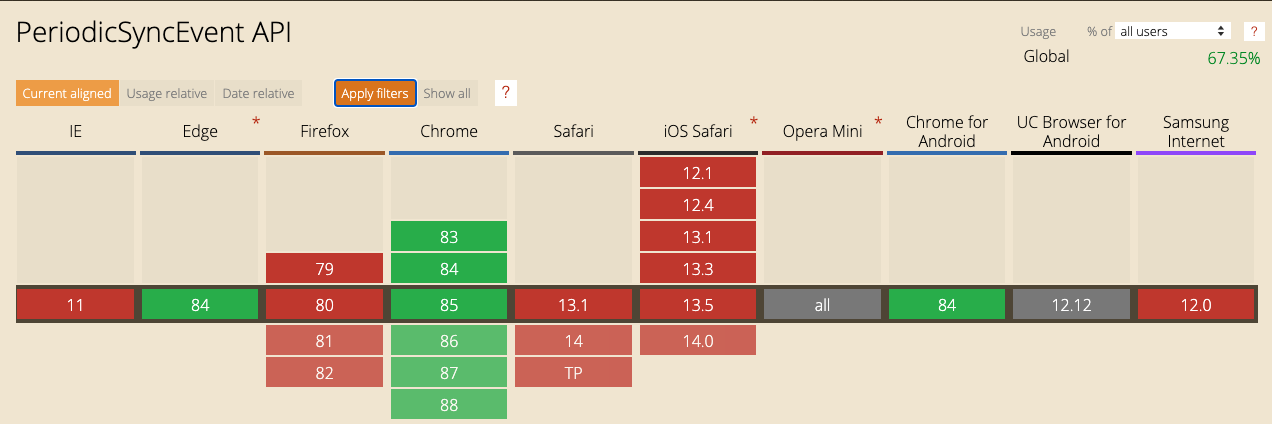 PeriodicSyncEvent API
Usage % of all users ?
Global 67.35%
Current aligned Usage relative Date relative Apply filters Show all ?
IE Edge * Firefox Chrome Safari iOS Safari * Opera Mini * Chrome for Android UC Browser for Android Samsung Internet
12.1
12.4
83 13.1
79 84 13.3
11 84 80 85 13.1 13.5 all 84 12.12 12.0
81 86 14 14.0
82 87 TP
88